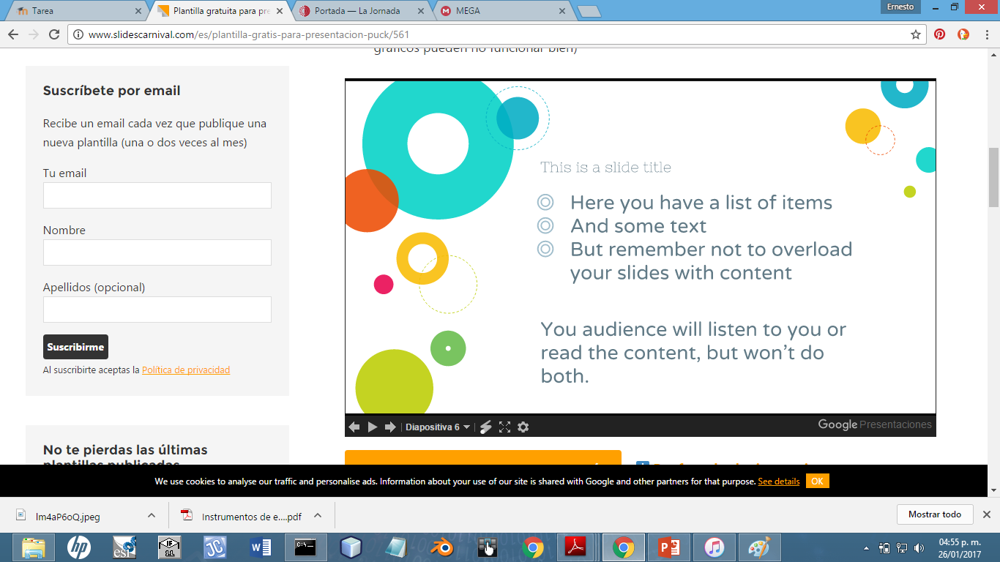 Tarea
Plantilla gratuita para pre
Portada — La Jornada
MEGA
Ernesto
www.slidescarnival.com/es/plantilla-gratis-para-presentacion-puck/561
gráficos pueden no funcionar bien)
Suscríbete por email
Recibe un email cada vez que publique una
nueva plantilla (una o dos veces al mes)
Tu email
Nombre
Apellidos (opcional)
Suscribirme
Al suscribirte aceptas la Política de privacidad
No te pierdas las últimas
plantillas publicadas
This is a slide title
Here you have a list of items
And some text
But remember not to overload
your slides with content
You audience will listen to you or
read the content, but won't do
both.
Diapositiva 6
Google Presentaciones
We use cookies to analyse our traffic and personalise ads. Information about your use of our site is shared with Google and other partners for that purpose. See details OK
Im4aP6oQ.jpeg
Instrumentos de e....pdf
Mostrar todo
04:55 p. m.
26/01/2017